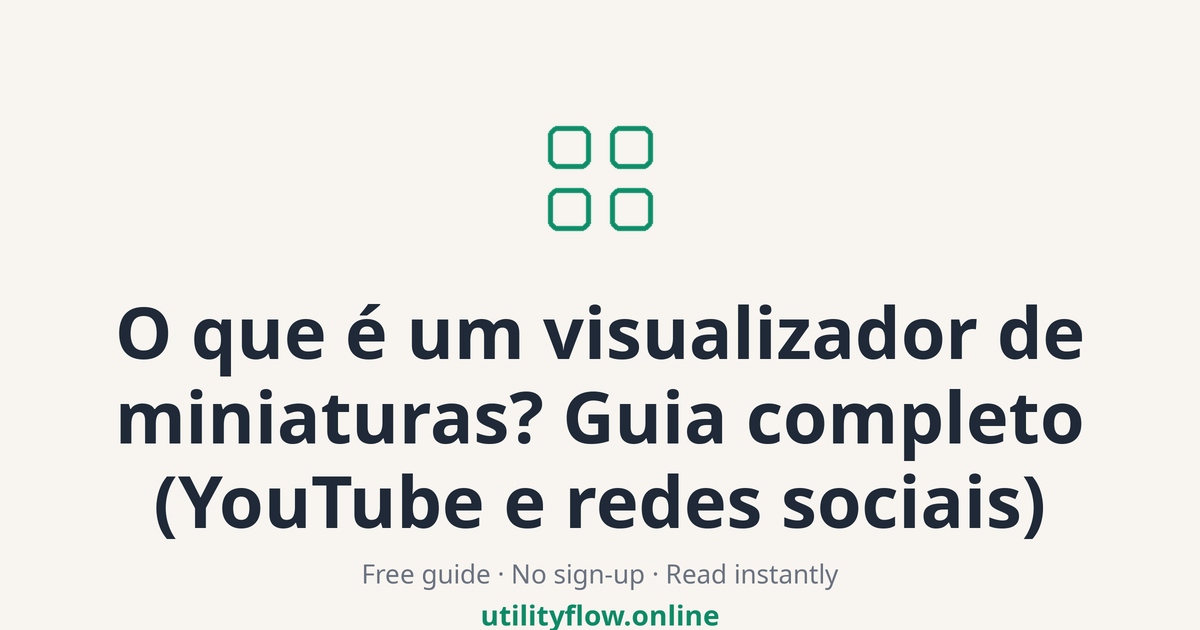 O que é um visualizador de
miniaturas? Guia completo
(YouTube e redes sociais)
Free guide · No sign-up · Read instantly
utilityflow.online